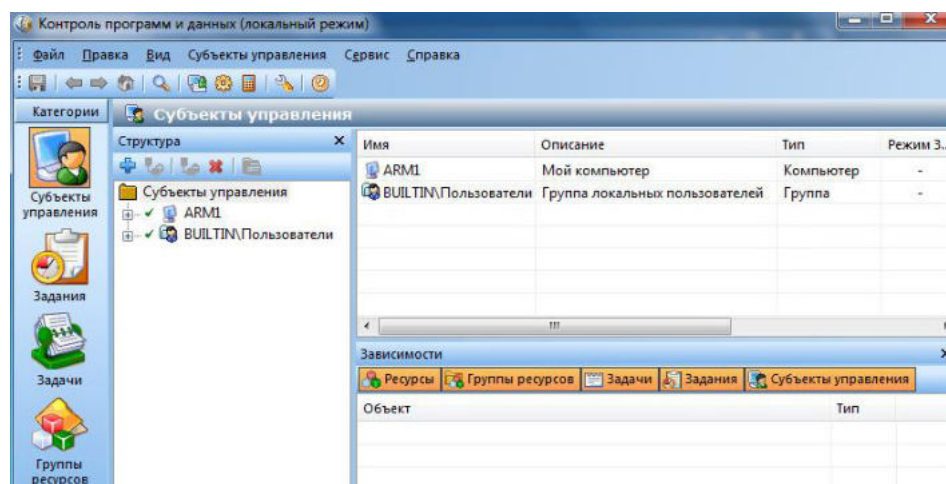 Контроль программ и данных (локальный режим)
Файл Правка Вид Субъекты управления Сервис Справка
Категории
Субъекты управления
Субъекты
управления
Задания
Задачи
Группы
ресурсов
Структура
Субъекты управления
ARM1
BUILTIN\Пользователи
Имя Описание Тип Режим З...
ARM1 Мой компьютер Компьютер -
BUILTIN\Пользователи Группа локальных пользователей Группа -
Зависимости
Ресурсы Группы ресурсов Задачи Задания Субъекты управления
Объект Тип